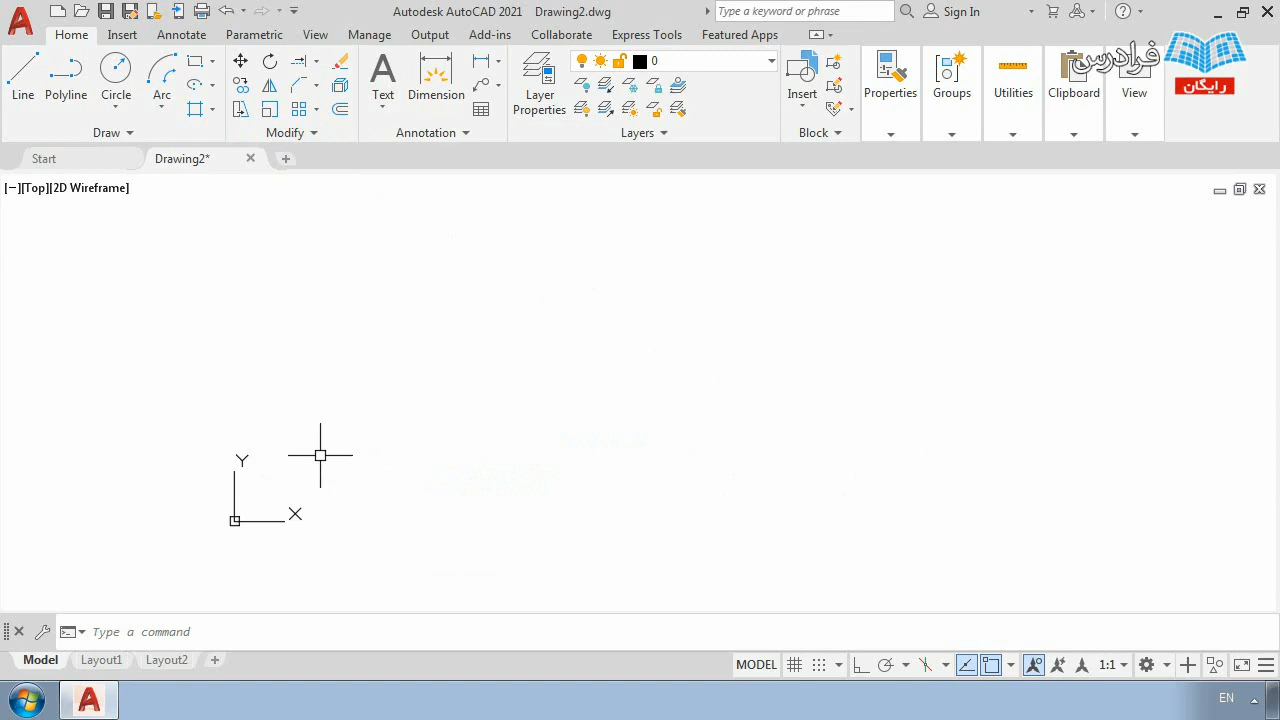 Autodesk AutoCAD 2021 Drawing2.dwg
Type a keyword or phrase
Sign In
Home Insert Annotate Parametric View Manage Output Add-ins Collaborate Express Tools Featured Apps
فرادرس
رایگان
0
Line Polyline Circle Arc
Text Dimension
Layer
Properties
Insert
Properties Groups Utilities Clipboard View
Draw Modify Annotation Layers Block
Start Drawing2*
[−][Top][2D Wireframe]
Y
X
Type a command
Model Layout1 Layout2
MODEL 1:1
EN